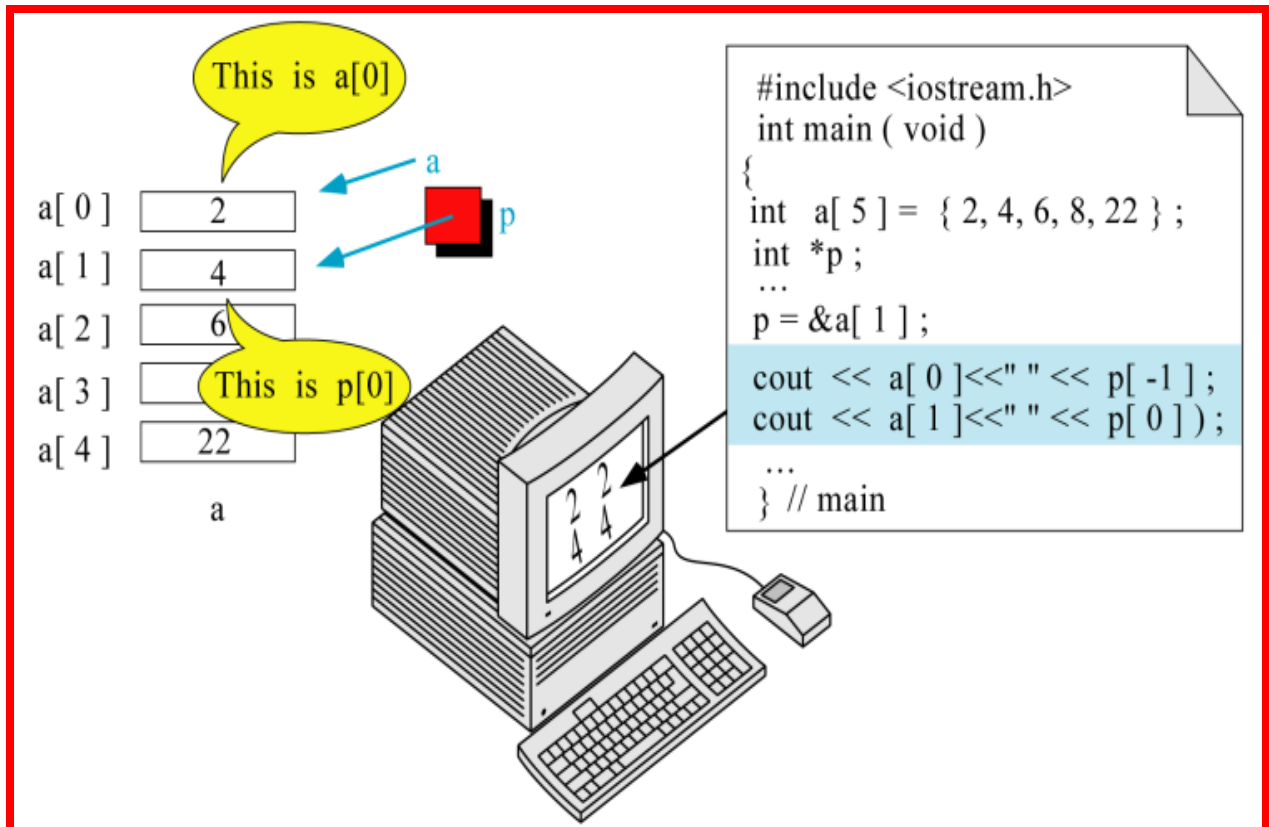 This is a[0]
a
p
a[ 0 ] 2
a[ 1 ] 4
a[ 2 ] 6
a[ 3 ]
This is p[0]
a[ 4 ] 22
a
2 2
4 4
#include <iostream.h>
int main ( void )
{
int a[ 5 ] = { 2, 4, 6, 8, 22 } ;
int *p ;
...
p = &a[ 1 ] ;
cout << a[ 0 ]<<" " << p[ -1 ] ;
cout << a[ 1 ]<<" " << p[ 0 ] ) ;
...
} // main